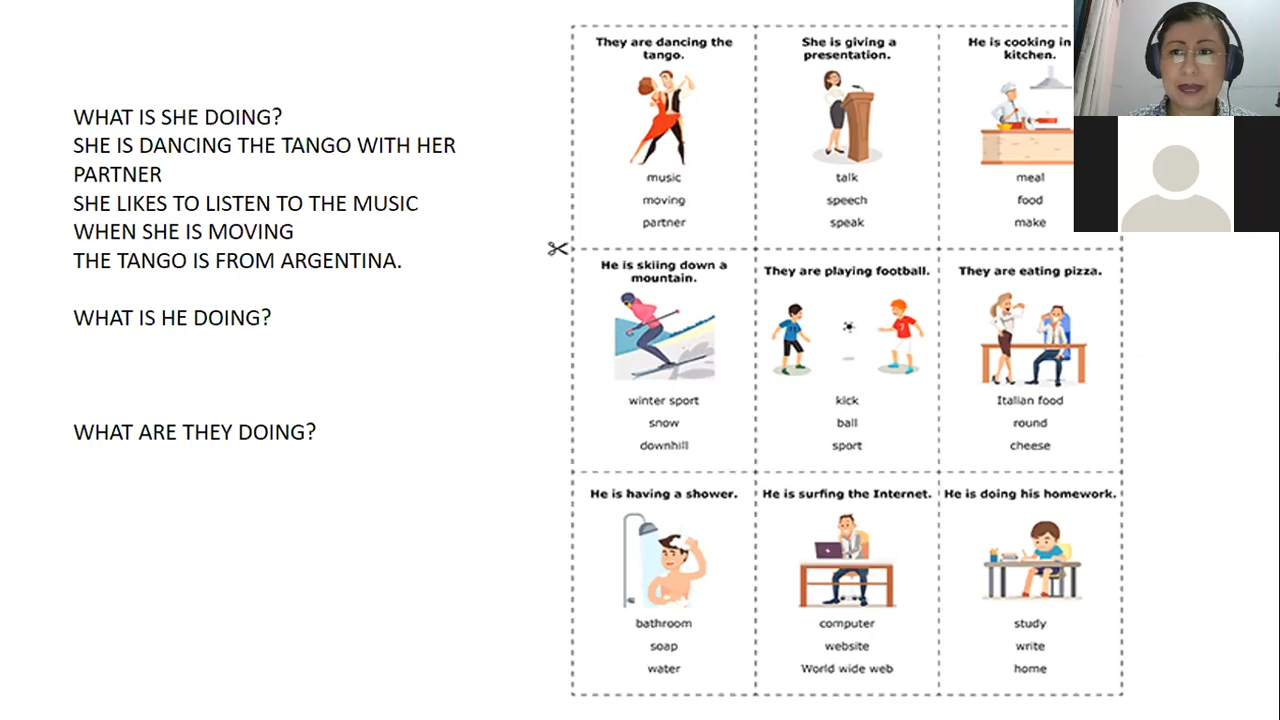 WHAT IS SHE DOING?
SHE IS DANCING THE TANGO WITH HER
PARTNER
SHE LIKES TO LISTEN TO THE MUSIC
WHEN SHE IS MOVING
THE TANGO IS FROM ARGENTINA.
WHAT IS HE DOING?
WHAT ARE THEY DOING?
They are dancing the
tango.
music
moving
partner
She is giving a
presentation.
talk
speech
speak
He is cooking in
kitchen.
meal
food
make
He is skiing down a
mountain.
winter sport
snow
downhill
They are playing football.
kick
ball
sport
They are eating pizza.
Italian food
round
cheese
He is having a shower.
bathroom
soap
water
He is surfing the Internet.
computer
website
World wide web
He is doing his homework.
study
write
home